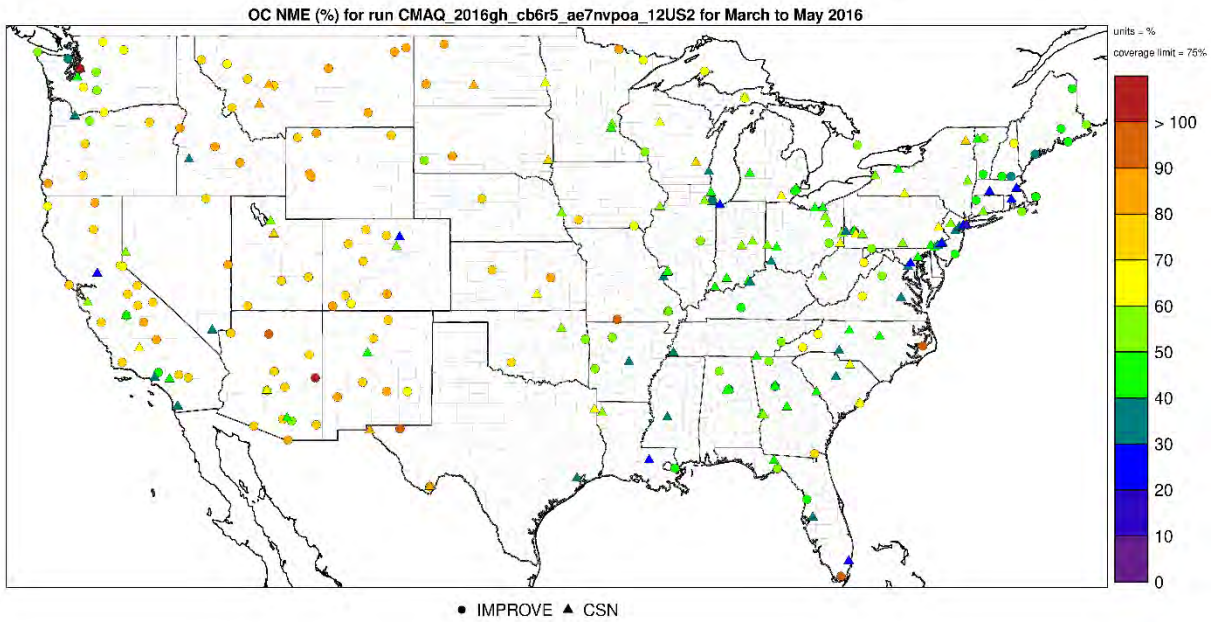 OC NME (%) for run CMAQ_2016gh_cb6r5_ae7nvpoa_12US2 for March to May 2016
units = %
coverage limit = 75%
> 100
90
80
70
60
50
40
30
20
10
0
● IMPROVE ▲ CSN